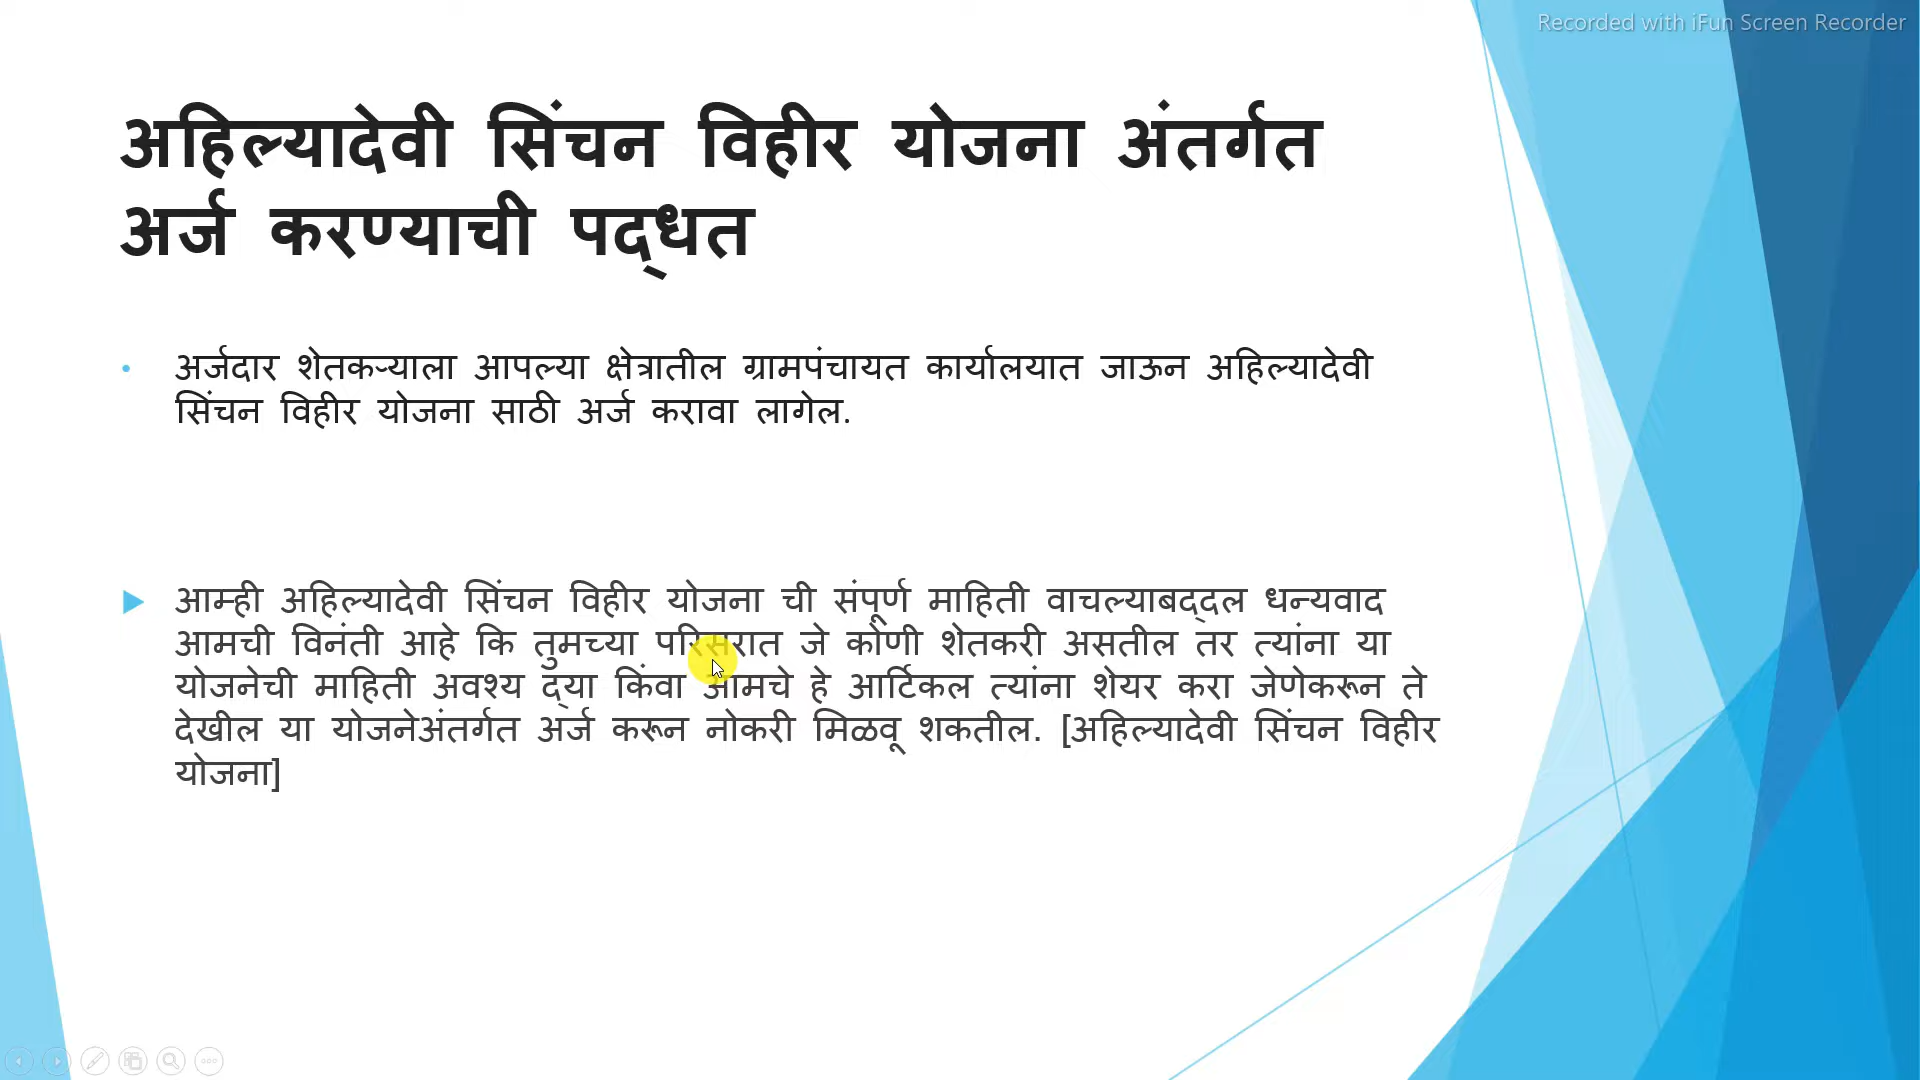 Recorded with iFun Screen Recorder
अहिल्यादेवी सिंचन विहीर योजना अंतर्गत
अर्ज करण्याची पद्धत
• अर्जदार शेतकऱ्याला आपल्या क्षेत्रातील ग्रामपंचायत कार्यालयात जाऊन अहिल्यादेवी
सिंचन विहीर योजना साठी अर्ज करावा लागेल.
आम्ही अहिल्यादेवी सिंचन विहीर योजना ची संपूर्ण माहिती वाचल्याबद्दल धन्यवाद
आमची विनंती आहे कि तुमच्या परिसरात जे कोणी शेतकरी असतील तर त्यांना या
योजनेची माहिती अवश्य द्या किंवा आमचे हे आर्टिकल त्यांना शेयर करा जेणेकरून ते
देखील या योजनेअंतर्गत अर्ज करून नोकरी मिळवू शकतील. [अहिल्यादेवी सिंचन विहीर
योजना]